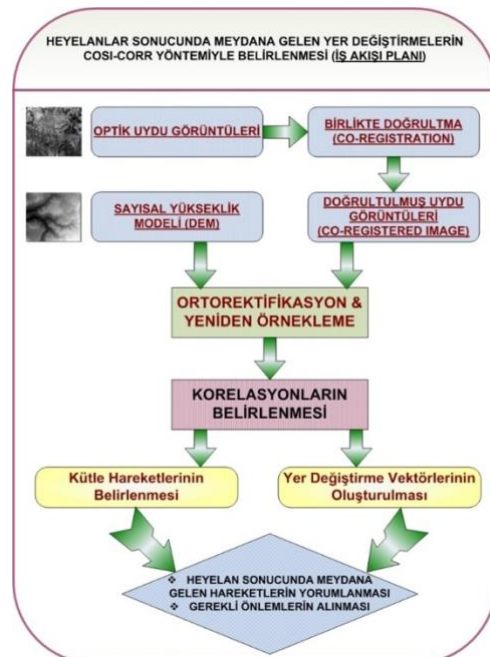 HEYELANLAR SONUCUNDA MEYDANA GELEN YER DEĞİŞTİRMELERİN
COSI-CORR YÖNTEMİYLE BELİRLENMESİ (İŞ AKIŞI PLANI)
OPTİK UYDU GÖRÜNTÜLERİ
BİRLİKTE DOĞRULTMA
(CO-REGISTRATION)
SAYISAL YÜKSEKLİK
MODELİ (DEM)
DOĞRULTULMUŞ UYDU
GÖRÜNTÜLERİ
(CO-REGISTERED IMAGE)
ORTOREKTİFİKASYON &
YENİDEN ÖRNEKLEME
KORELASYONLARIN
BELİRLENMESİ
Kütle Hareketlerinin
Belirlenmesi
Yer Değiştirme Vektörlerinin
Oluşturulması
❖ HEYELAN SONUCUNDA MEYDANA
GELEN HAREKETLERİN YORUMLANMASI
❖ GEREKLİ ÖNLEMLERİN ALINMASI